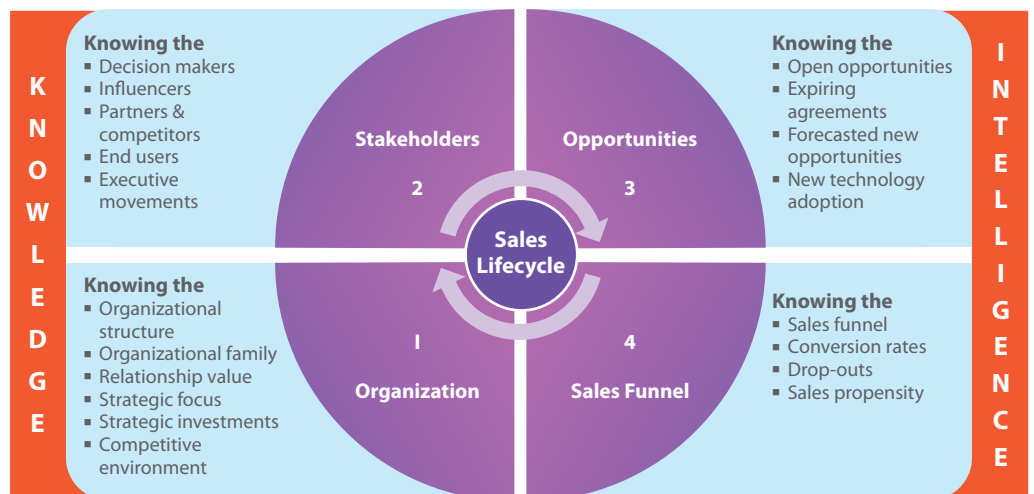 KNOWLEDGE
Knowing the
▪ Decision makers
▪ Influencers
▪ Partners &
competitors
▪ End users
▪ Executive
movements
Stakeholders
2
Opportunities
3
Knowing the
▪ Open opportunities
▪ Expiring
agreements
▪ Forecasted new
opportunities
▪ New technology
adoption
INTELLIGENCE
Sales
Lifecycle
Knowing the
▪ Organizational
structure
▪ Organizational family
▪ Relationship value
▪ Strategic focus
▪ Strategic investments
▪ Competitive
environment
1
Organization
4
Sales Funnel
Knowing the
▪ Sales funnel
▪ Conversion rates
▪ Drop-outs
▪ Sales propensity